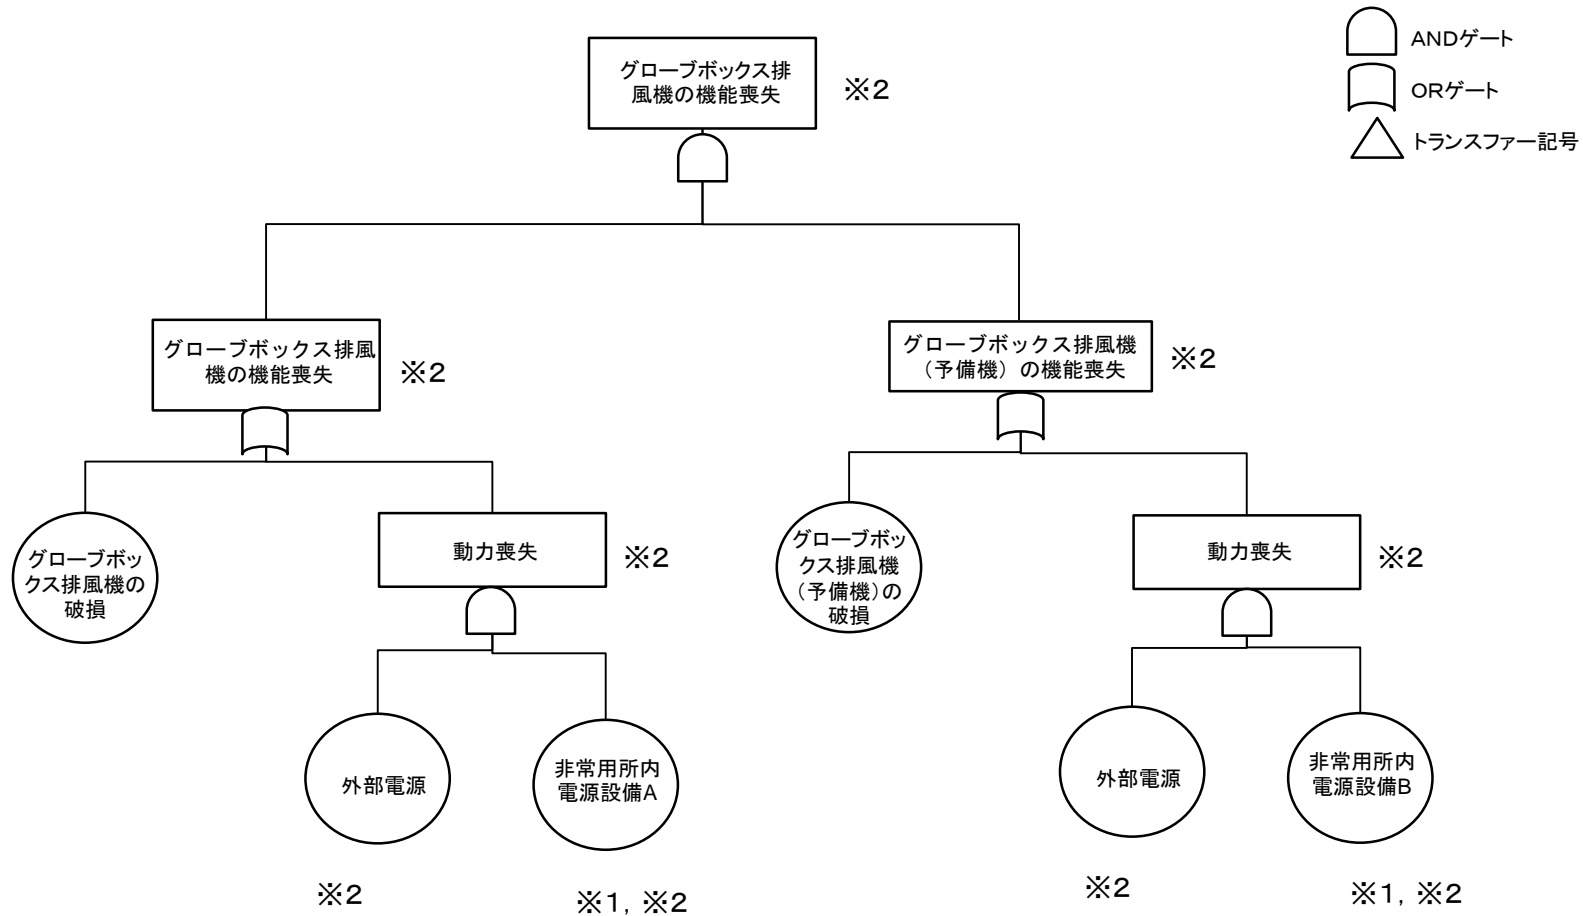 ANDゲート
ORゲート
トランスファー記号
グローブボックス排
風機の機能喪失
※2
グローブボックス排風
機の機能喪失
※2
グローブボックス排風機
(予備機)の機能喪失
※2
グローブボッ
クス排風機の
破損
動力喪失
※2
グローブボッ
クス排風機
(予備機)の
破損
動力喪失
※2
外部電源
非常用所内
電源設備A
外部電源
非常用所内
電源設備B
※2
※1, ※2
※2
※1, ※2